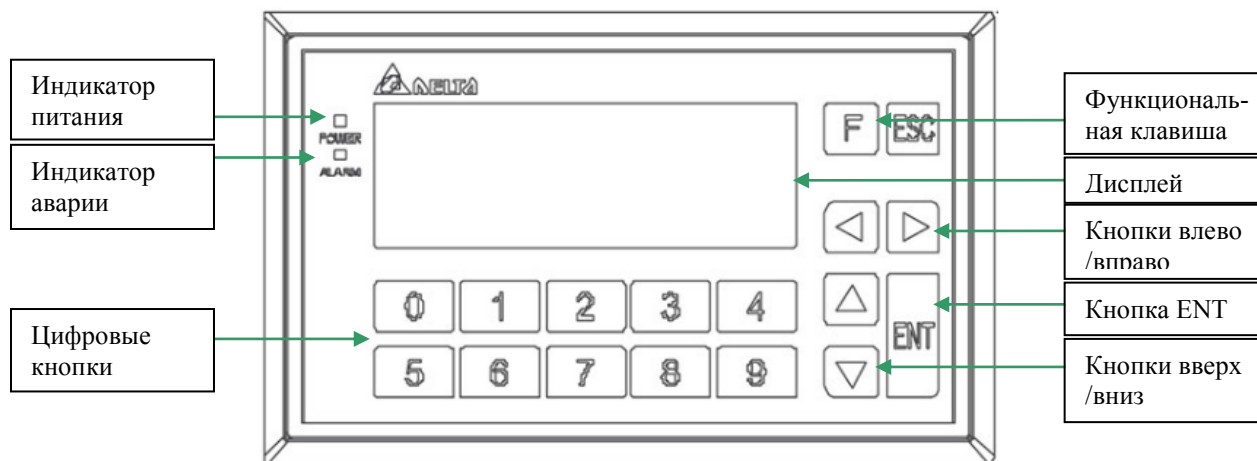 Индикатор
питания
Индикатор
аварии
Цифровые
кнопки
DELTA
POWER
ALARM
F ESC
0 1 2 3 4
5 6 7 8 9
ENT
Функциональ-
ная клавиша
Дисплей
Кнопки влево
/вправо
Кнопка ENT
Кнопки вверх
/вниз